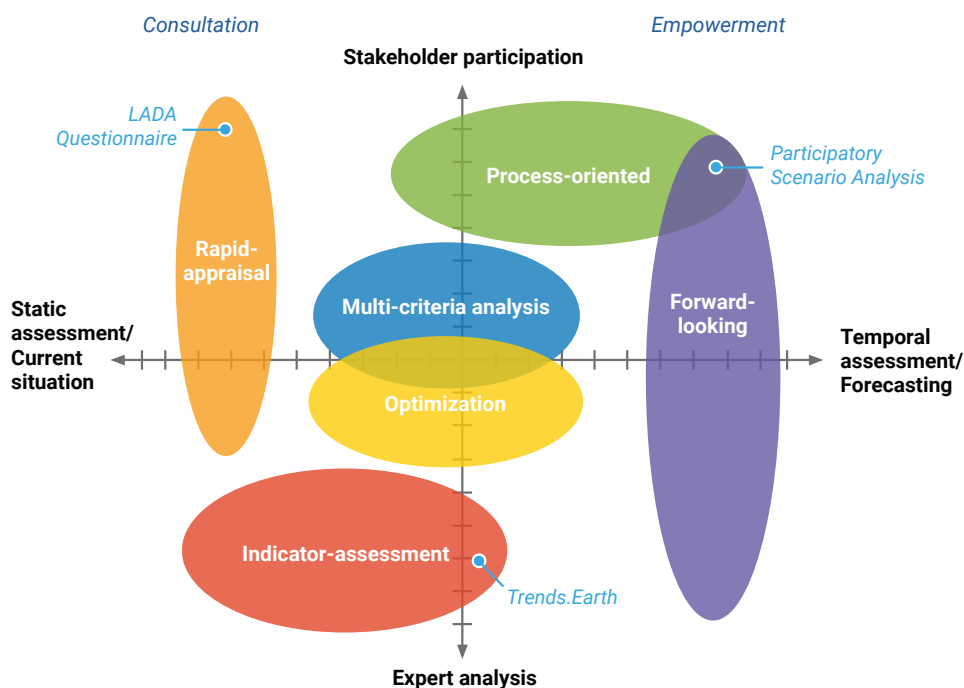 Consultation
Empowerment
Stakeholder participation
LADA
Questionnaire
Participatory
Scenario Analysis
Process-oriented
Rapid-
appraisal
Multi-criteria analysis
Forward-
looking
Static
assessment/
Current
situation
Temporal
assessment/
Forecasting
Optimization
Indicator-assessment
Trends.Earth
Expert analysis